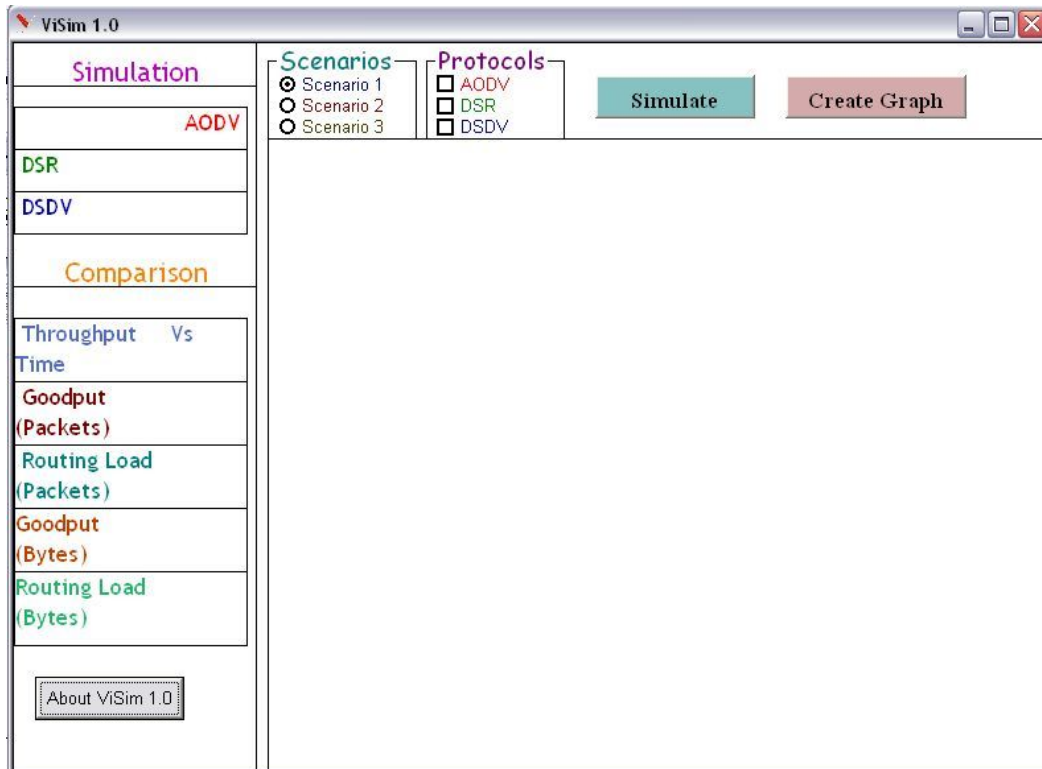 ViSim 1.0
Simulation
AODV
DSR
DSDV
Comparison
Throughput Vs
Time
Goodput
(Packets)
Routing Load
(Packets)
Goodput
(Bytes)
Routing Load
(Bytes)
About ViSim 1.0
Scenarios
Scenario 1
Scenario 2
Scenario 3
Protocols
AODV
DSR
DSDV
Simulate
Create Graph